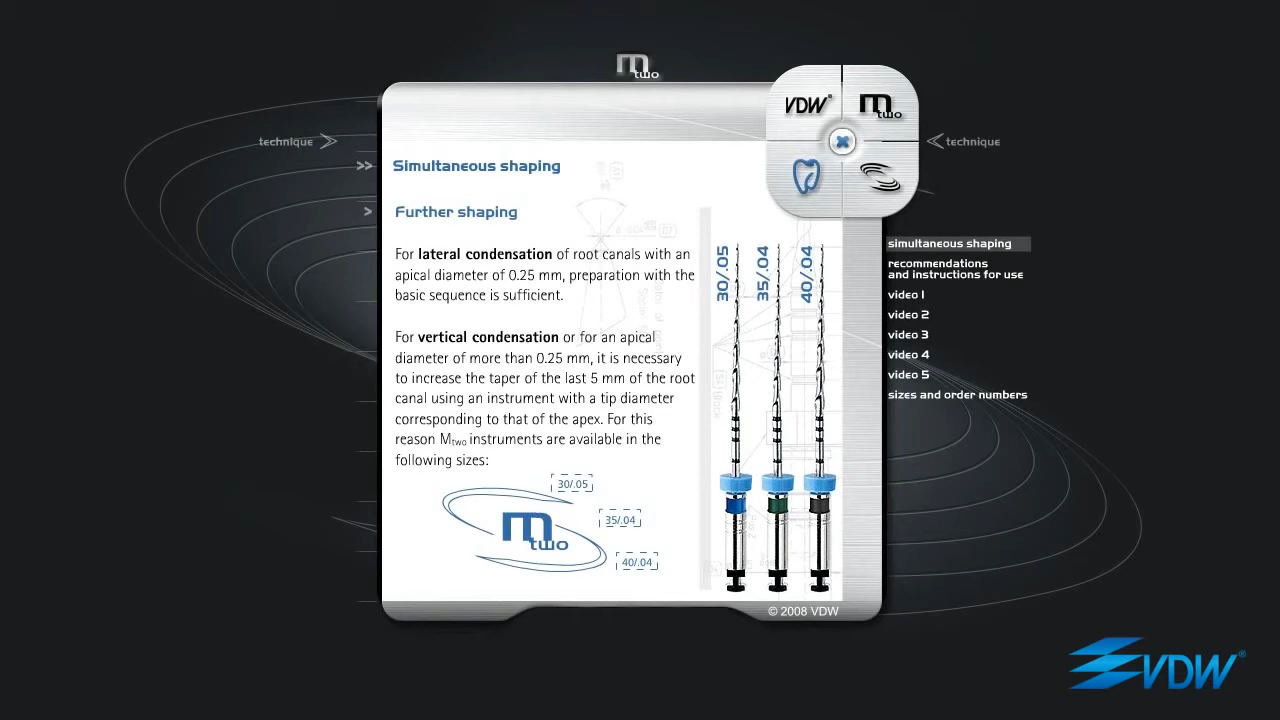 m two
VDW®
m two
technique
technique
Simultaneous shaping
Further shaping
For lateral condensation of root canals with an
apical diameter of 0.25 mm, preparation with the
basic sequence is sufficient.
For vertical condensation or for an apical
diameter of more than 0.25 mm, it is necessary
to increase the taper of the last 5 mm of the root
canal using an instrument with a tip diameter
corresponding to that of the apex. For this
reason Mtwo instruments are available in the
following sizes:
30/.05
35/.04
40/.04
m two
30/.05
35/.04
40/.04
simultaneous shaping
recommendations
and instructions for use
video 1
video 2
video 3
video 4
video 5
sizes and order numbers
© 2008 VDW
VDW®